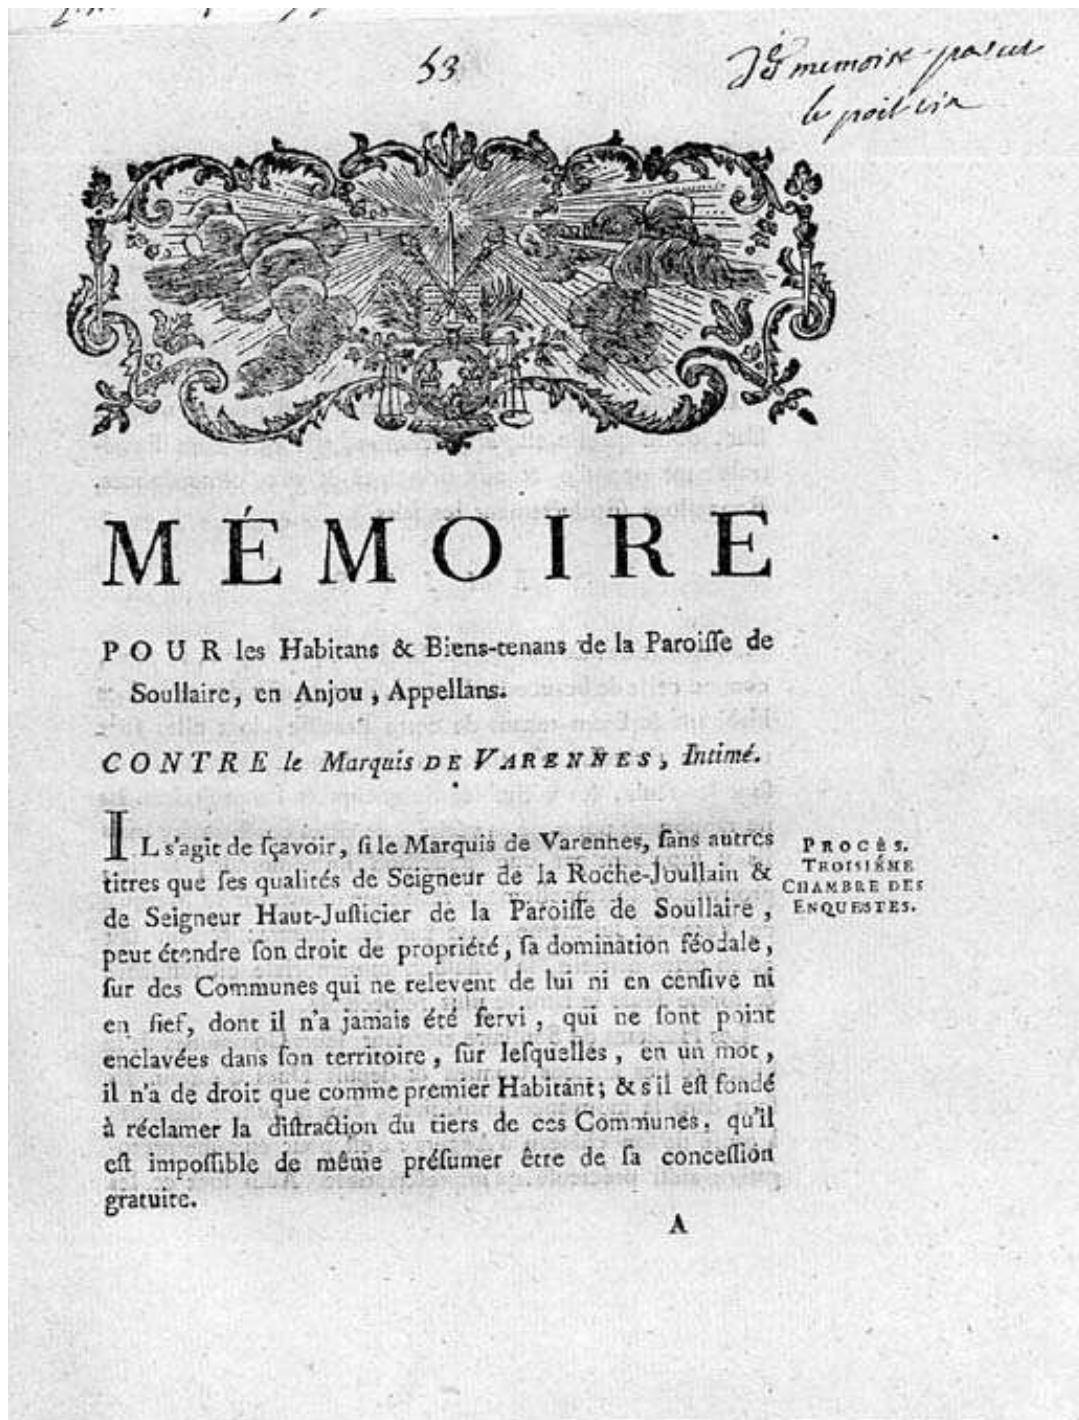 53
memoire
le poitevin
MÉMOIRE
POUR les Habitans & Biens-tenans de la Paroiſſe de
Soullaire, en Anjou, Appellans.
CONTRE le Marquis DE VARENNES, Intimé.
IL s'agit de ſçavoir, ſi le Marquis de Varennes, ſans autres
titres que ſes qualités de Seigneur de la Roche-Joullain &
de Seigneur Haut-Juſticier de la Paroiſſe de Soullaire,
peut étendre ſon droit de propriété, ſa domination féodale,
ſur des Communes qui ne relevent de lui ni en cenſive ni
en fief, dont il n'a jamais été ſervi, qui ne ſont point
enclavées dans ſon territoire, ſur leſquelles, en un mot,
il n'a de droit que comme premier Habitant; & s'il eſt fondé
à réclamer la diſtraction du tiers de ces Communes, qu'il
eſt impoſſible de même préſumer être de ſa conceſſion
gratuite.
PROCÈS.
TROISIÉME
CHAMBRE DES
ENQUESTES.
A